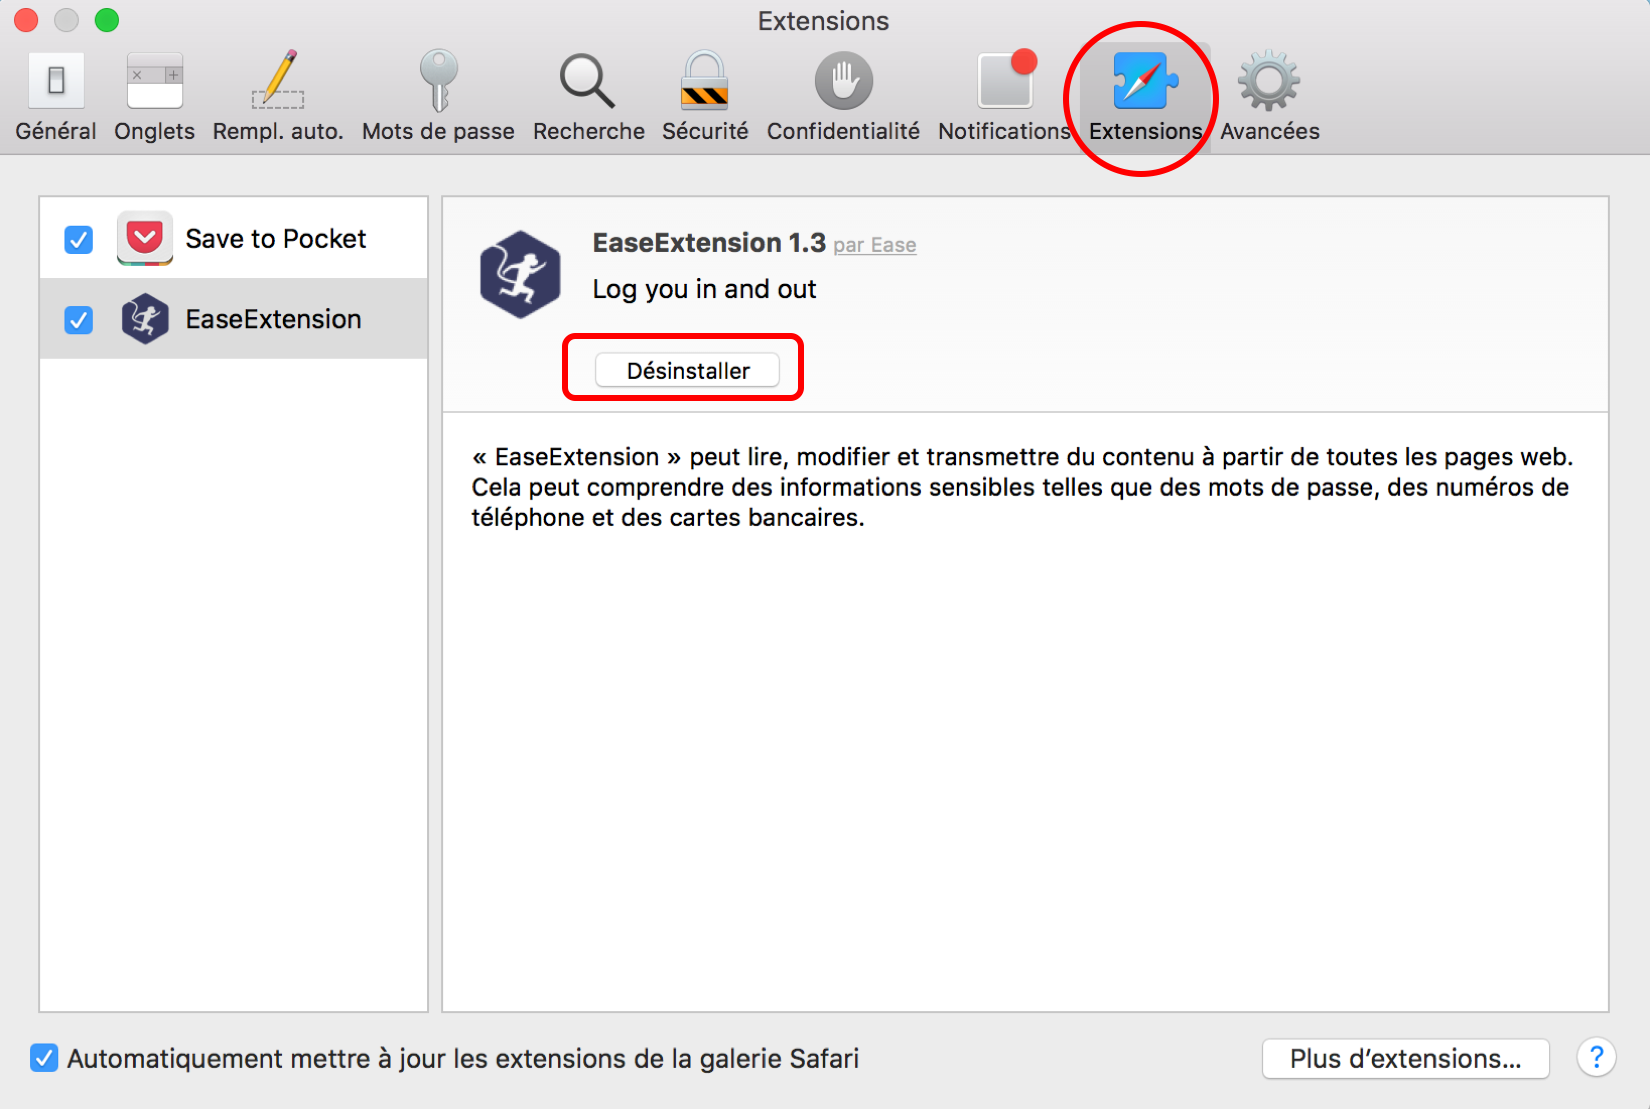 Extensions
Général Onglets Rempl. auto. Mots de passe Recherche Sécurité Confidentialité Notifications Extensions Avancées
Save to Pocket
EaseExtension
EaseExtension 1.3 par Ease
Log you in and out
Désinstaller
« EaseExtension » peut lire, modifier et transmettre du contenu à partir de toutes les pages web.
Cela peut comprendre des informations sensibles telles que des mots de passe, des numéros de
téléphone et des cartes bancaires.
Automatiquement mettre à jour les extensions de la galerie Safari
Plus d’extensions...
?